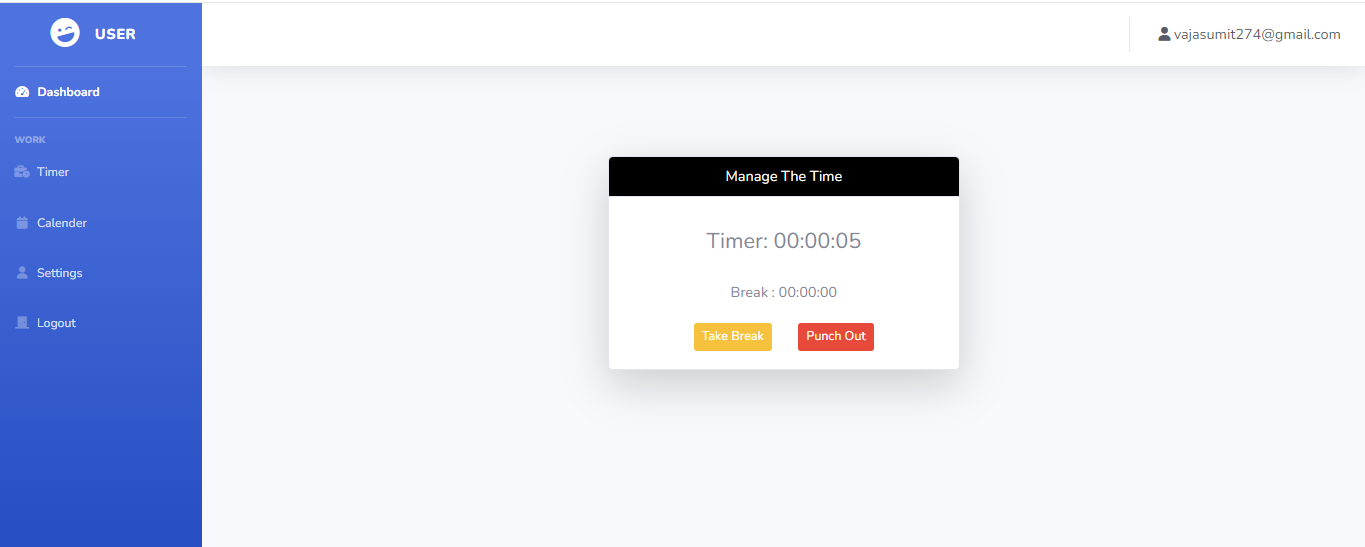 USER
vajasumit274@gmail.com
Dashboard
WORK
Timer
Calender
Settings
Logout
Manage The Time
Timer: 00:00:05
Break : 00:00:00
Take Break
Punch Out